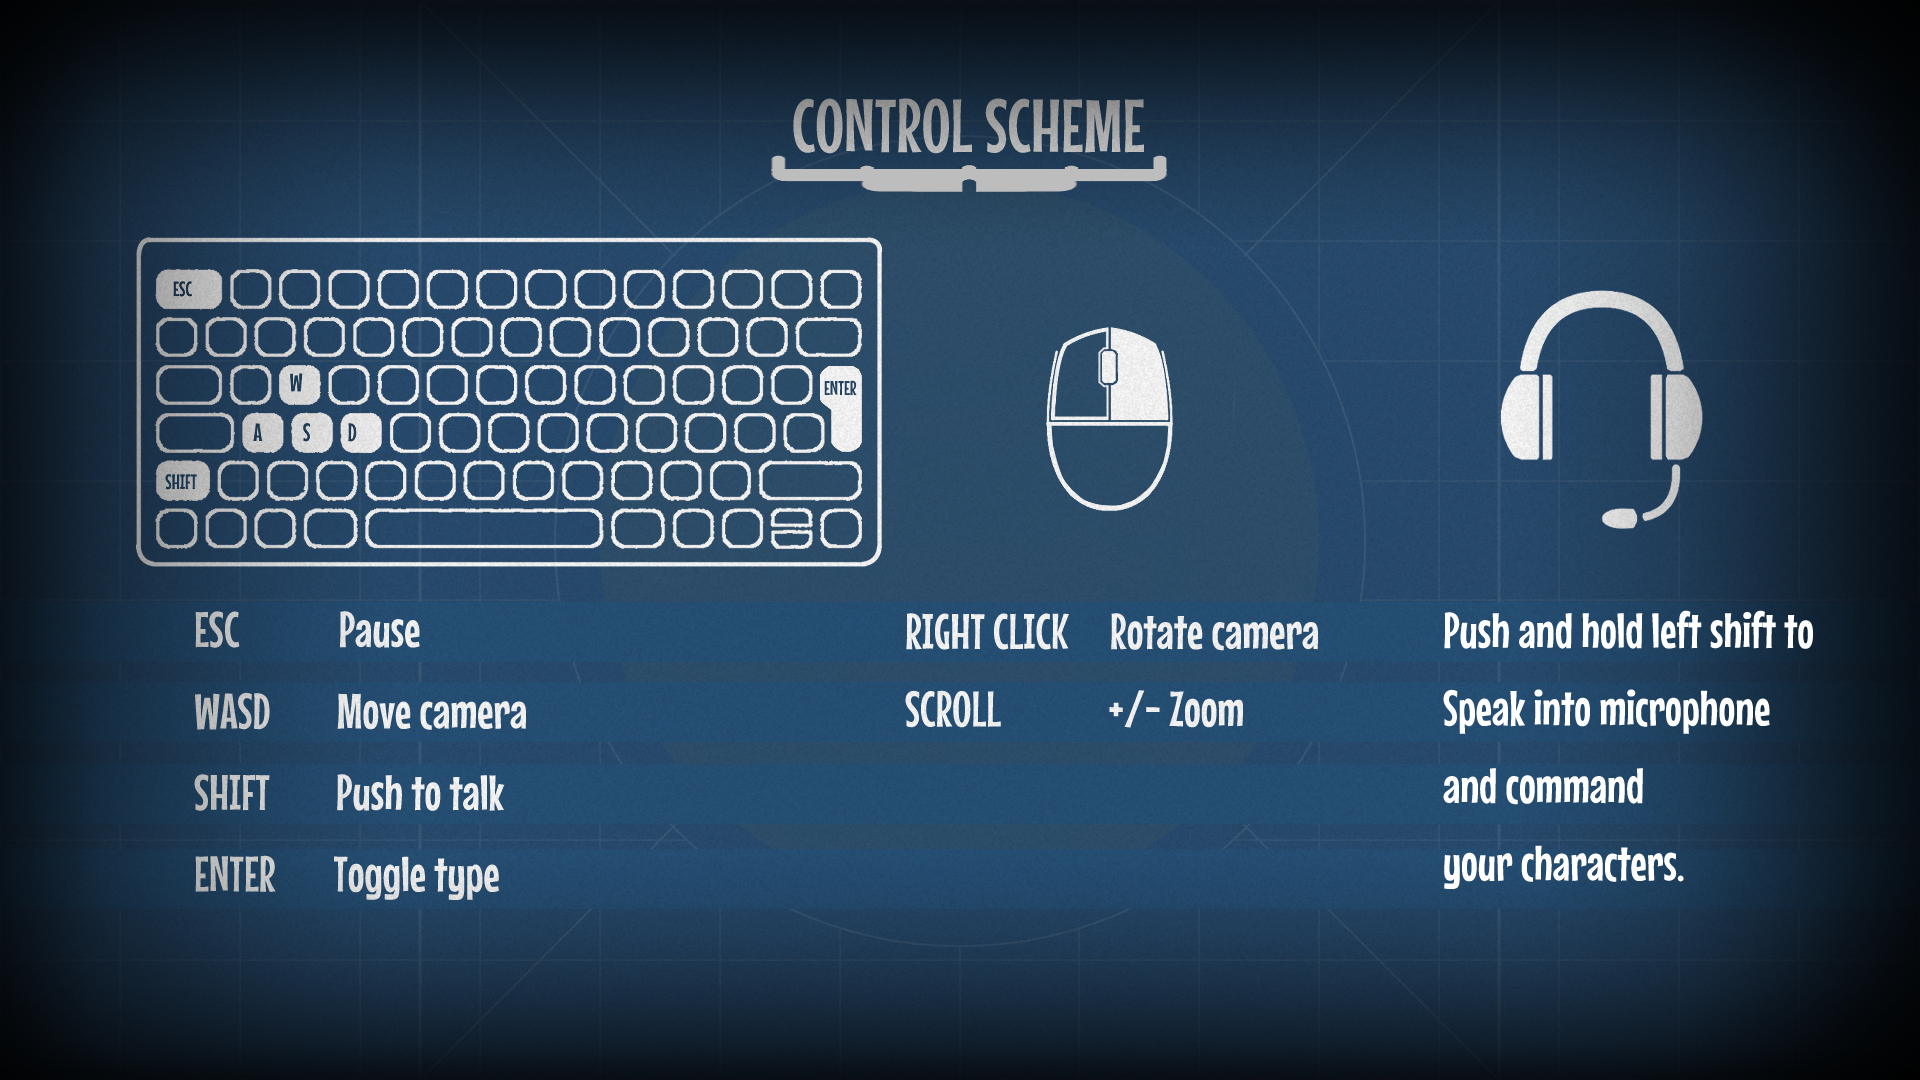 CONTROL SCHEME
ESC
W
ENTER
A S D
SHIFT
ESC Pause
WASD Move camera
SHIFT Push to talk
ENTER Toggle type
RIGHT CLICK Rotate camera
SCROLL +/- Zoom
Push and hold left shift to
Speak into microphone
and command
your characters.